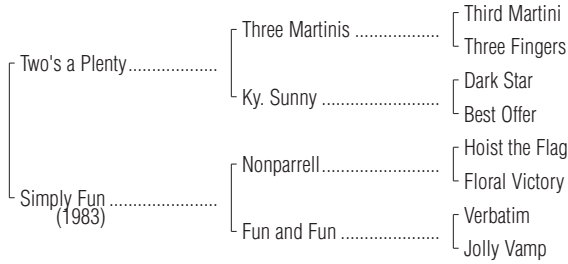 Third Martini
Three Martinis ..................
Three Fingers
Two's a Plenty...................
Dark Star
Ky. Sunny .........................
Best Offer
Hoist the Flag
Nonparrell.........................
Floral Victory
Simply Fun .......................
(1983)
Verbatim
Fun and Fun .....................
Jolly Vamp